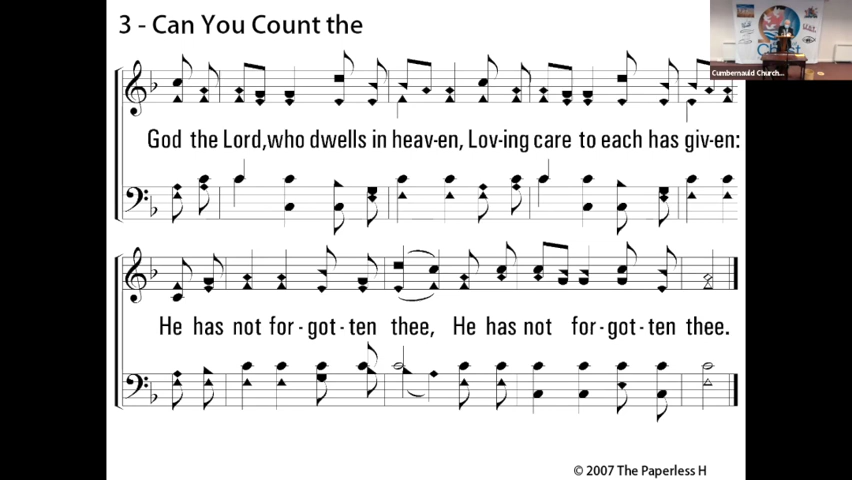 3 - Can You Count the
Cumbernauld Church...
God the Lord,who dwells in heav-en, Lov-ing care to each has giv-en:
He has not for-got-ten thee, He has not for-got-ten thee.
© 2007 The Paperless H